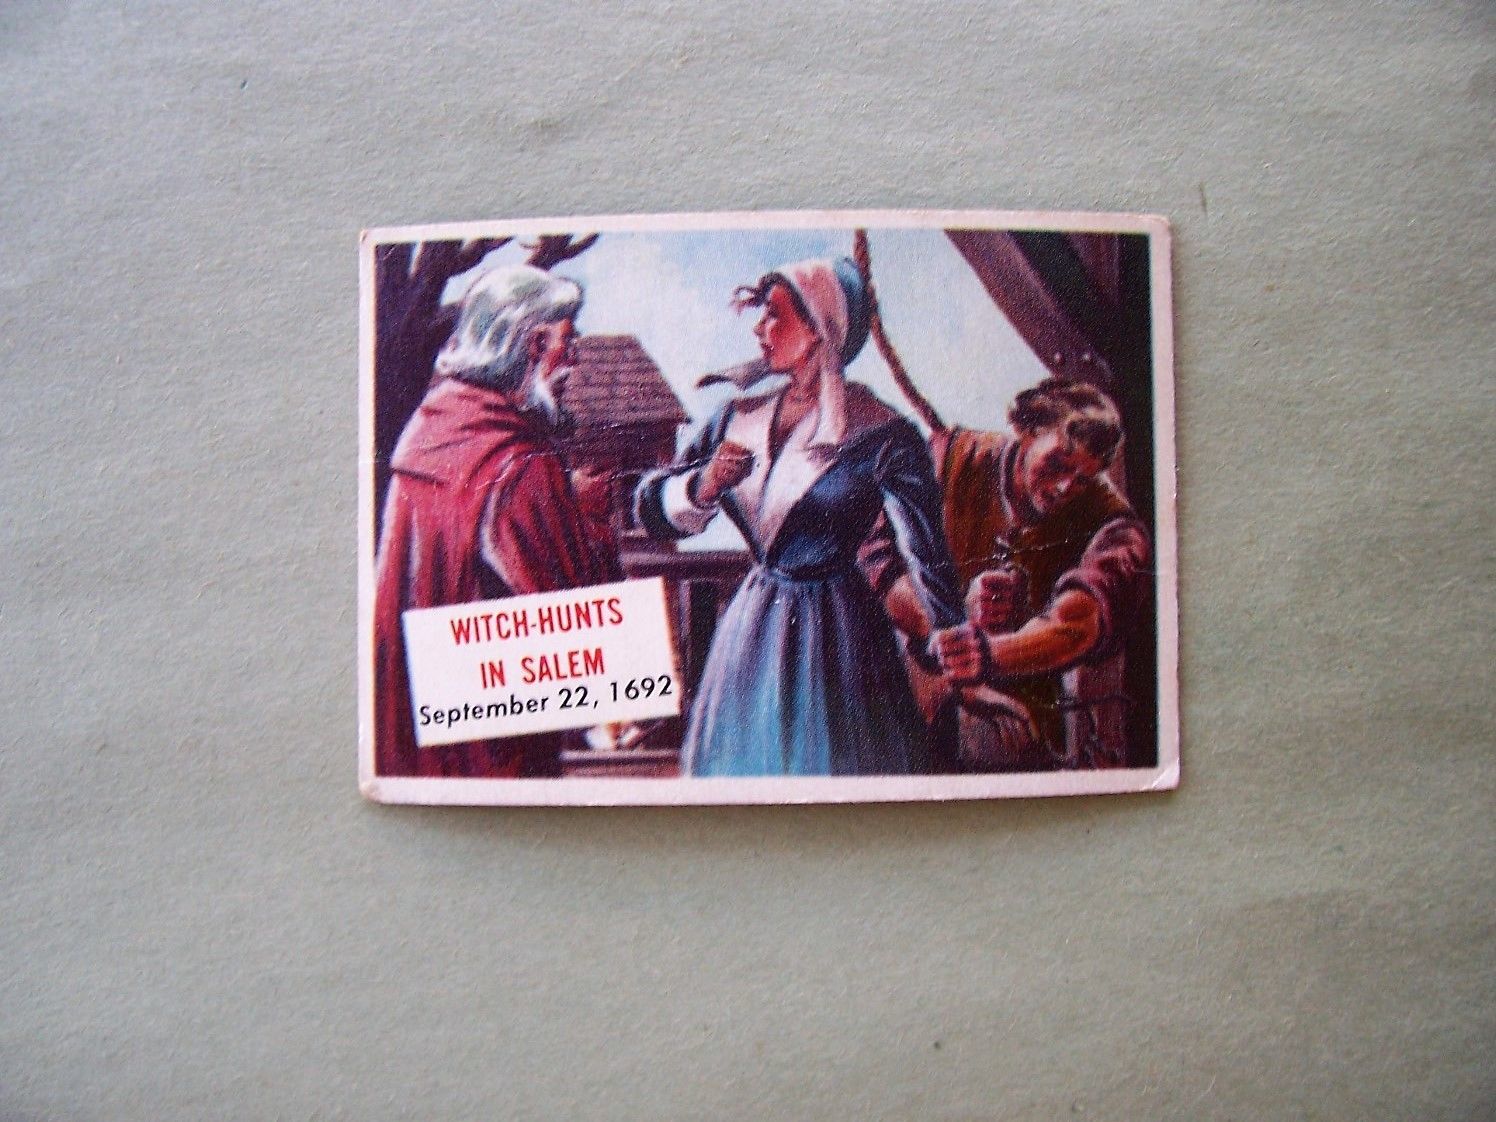 WITCH-HUNTS
IN SALEM
September 22, 1692